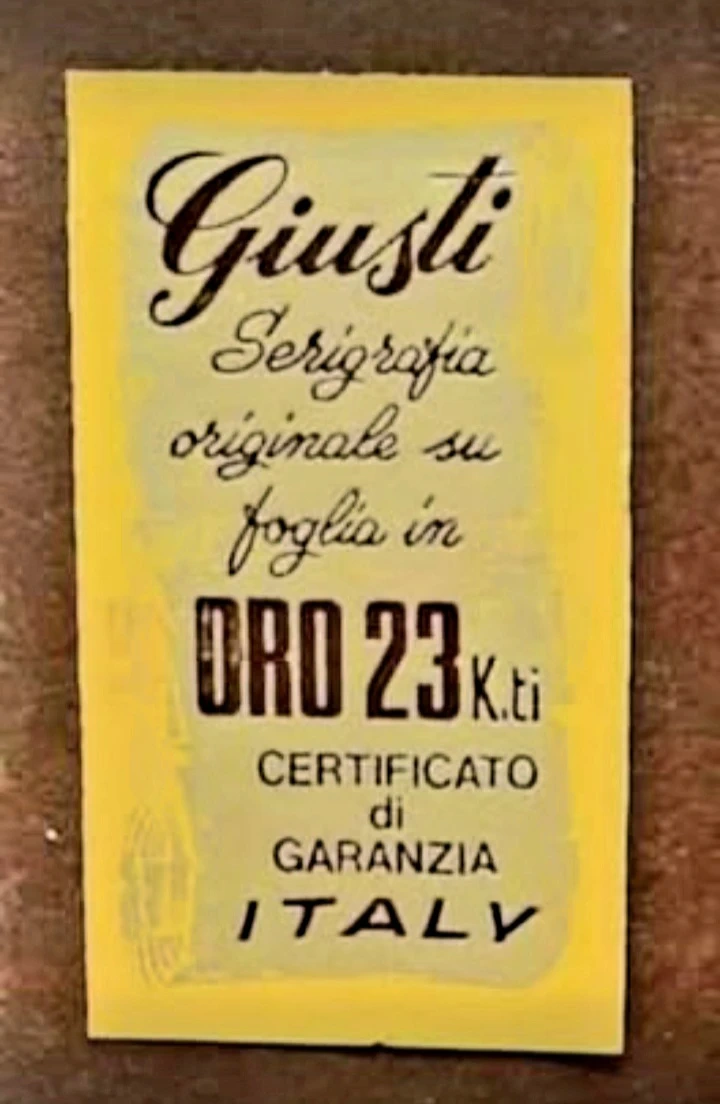 Giusti
Serigrafia
originale su
foglia in
ORO 23 K.ti
CERTIFICATO
di
GARANZIA
ITALY